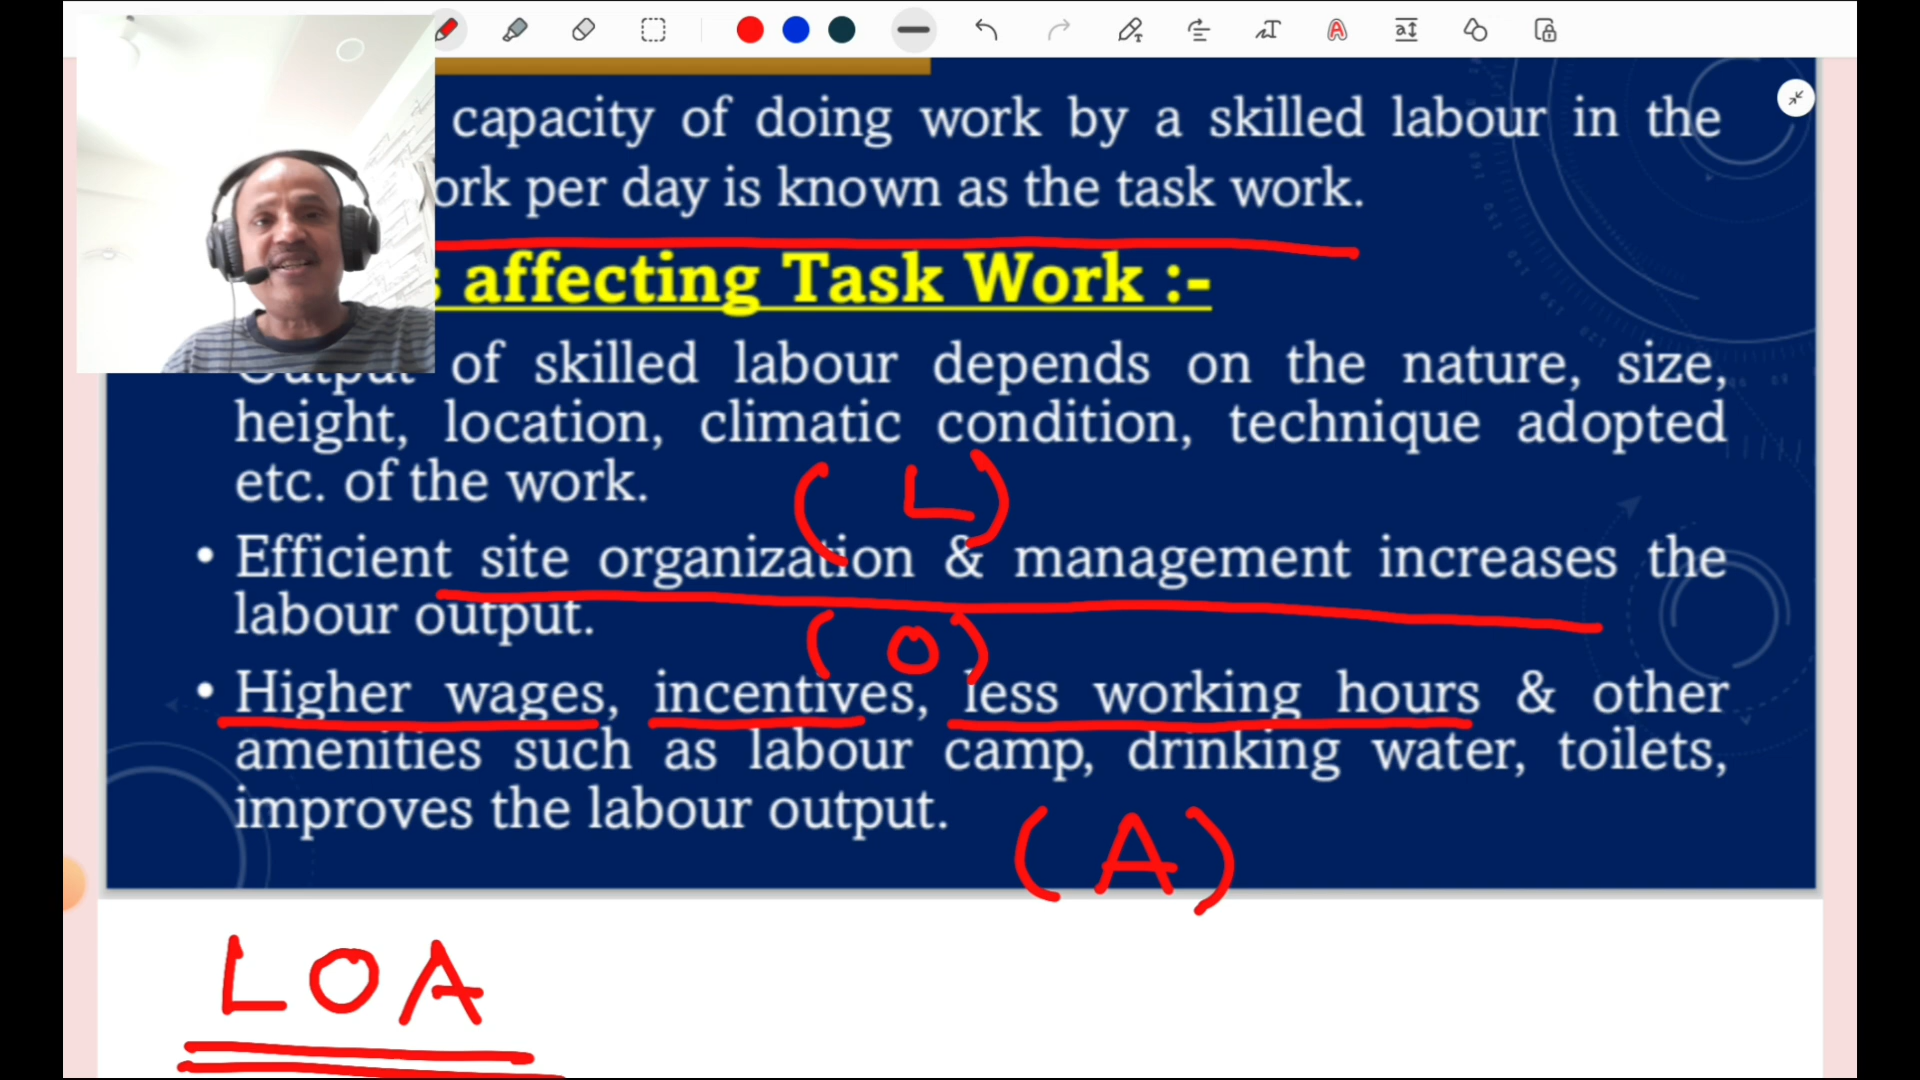 capacity of doing work by a skilled labour in the
ork per day is known as the task work.
s affecting Task Work :-
Output of skilled labour depends on the nature, size,
height, location, climatic condition, technique adopted
etc. of the work.
( L )
• Efficient site organization & management increases the
labour output.
( O )
• Higher wages, incentives, less working hours & other
amenities such as labour camp, drinking water, toilets,
improves the labour output.
( A )
LOA